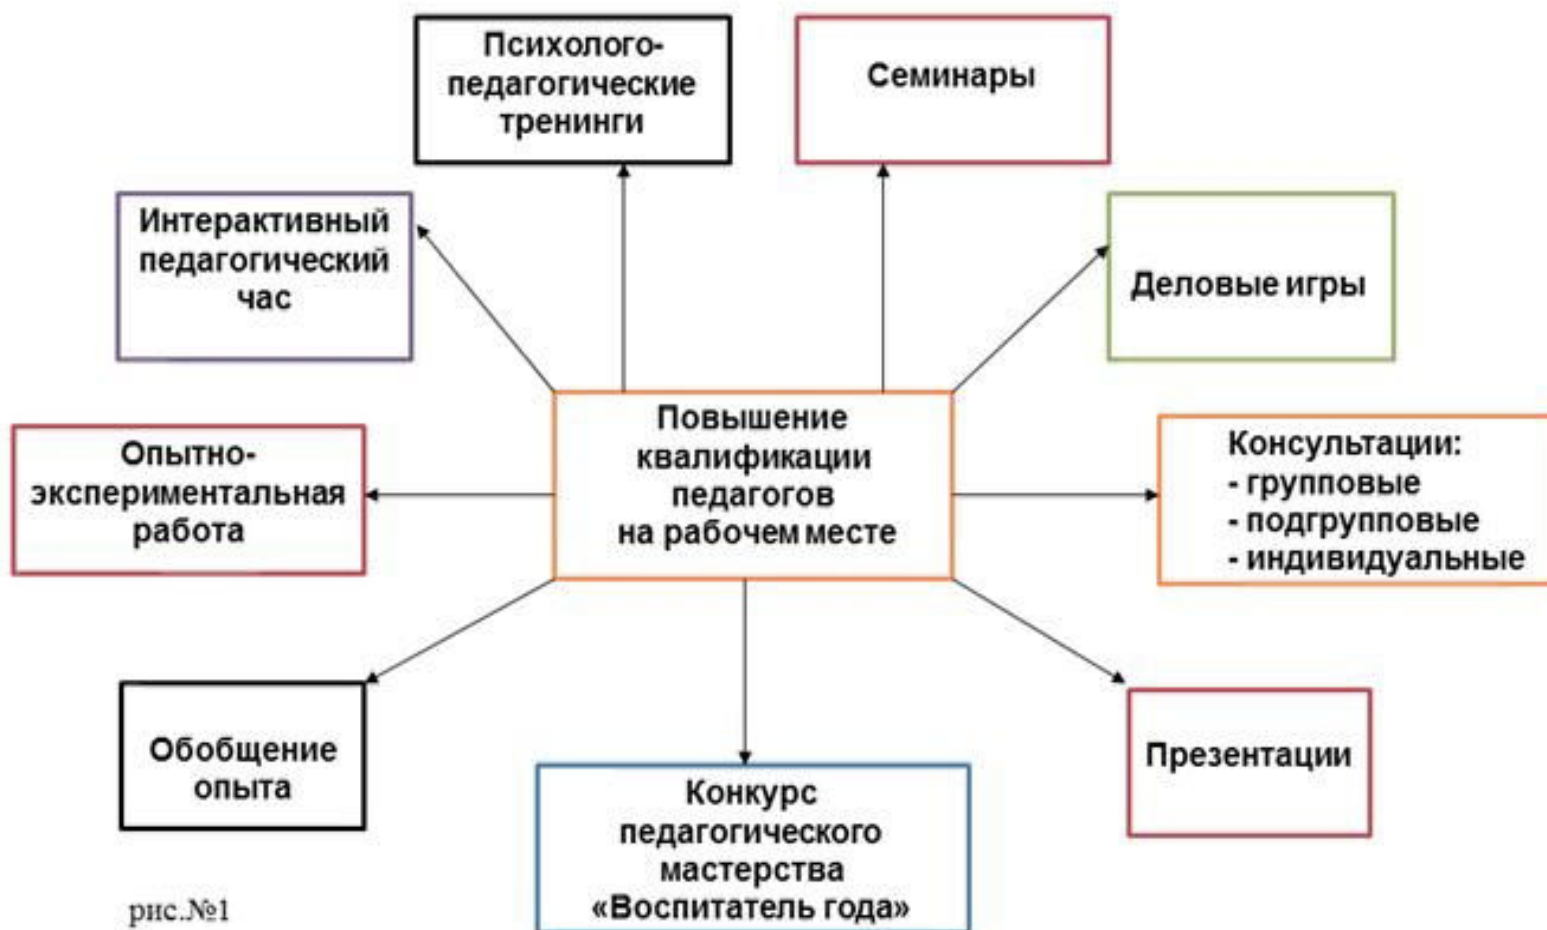 Психолого-
педагогические
тренинги
Семинары
Интерактивный
педагогический
час
Деловые игры
Повышение
квалификации
педагогов
на рабочем месте
Опытно-
экспериментальная
работа
Консультации:
- групповые
- подгрупповые
- индивидуальные
Обобщение
опыта
Презентации
Конкурс
педагогического
мастерства
«Воспитатель года»
рис.№1